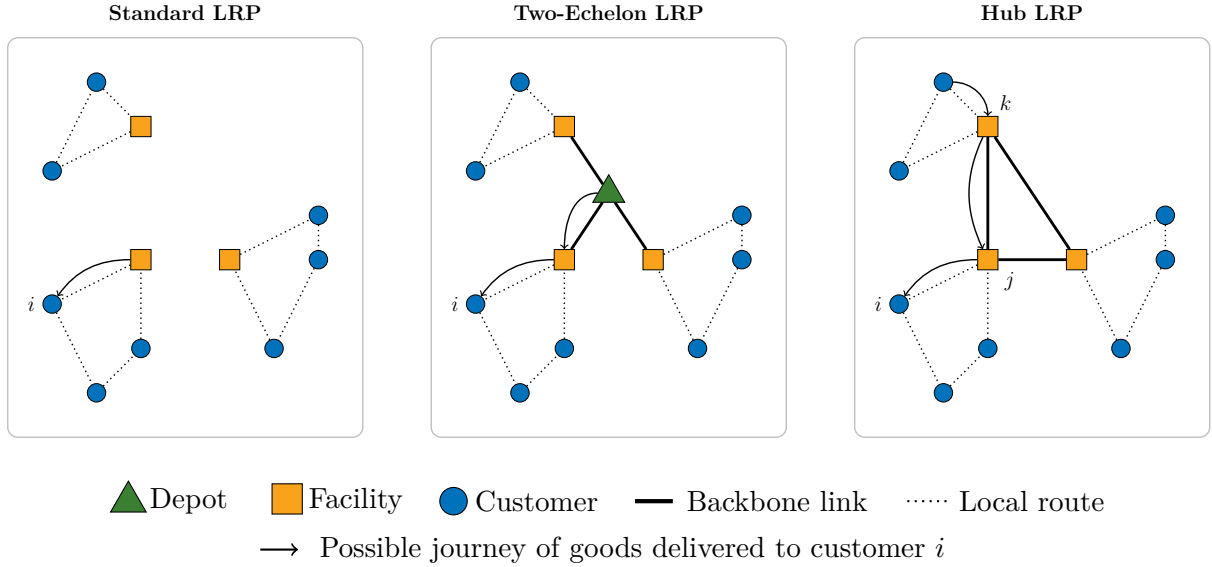 Standard LRP
Two-Echelon LRP
Hub LRP
k
i
i
i
j
Depot
Facility
Customer
Backbone link
Local route
Possible journey of goods delivered to customer i